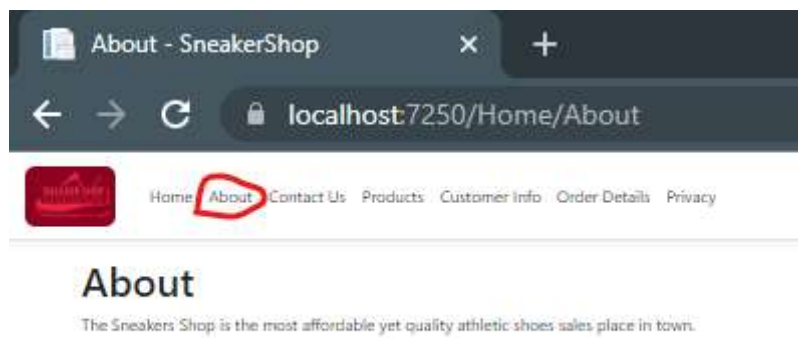 About - SneakerShop
localhost:7250/Home/About
Home About Contact Us Products Customer Info Order Details Privacy
About
The Sneakers Shop is the most affordable yet quality athletic shoes sales place in town.